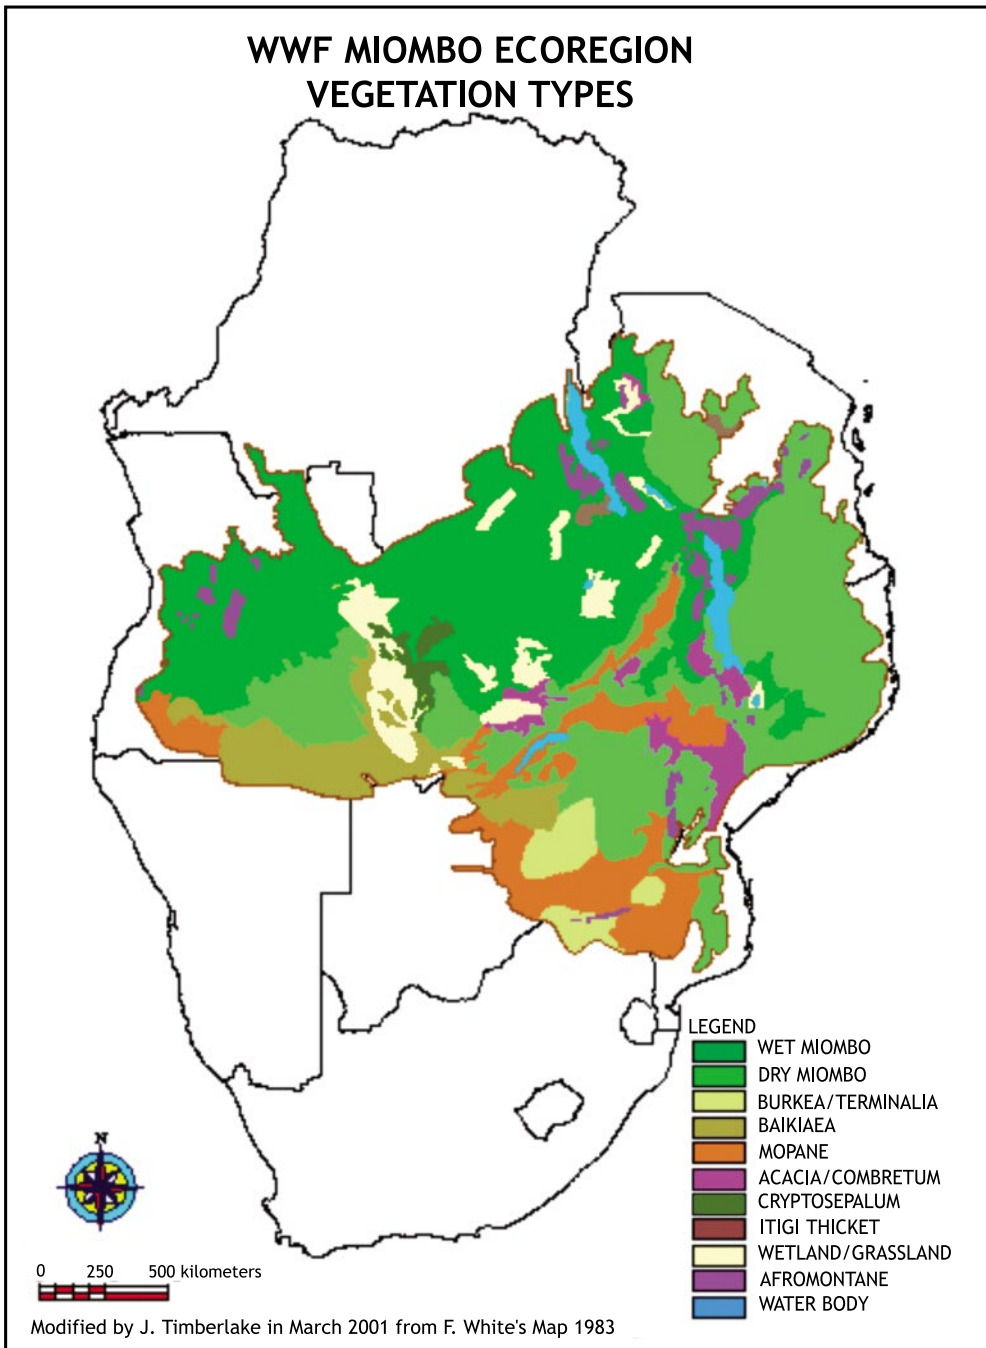 WWF MIOMBO ECOREGION
VEGETATION TYPES
LEGEND
WET MIOMBO
DRY MIOMBO
BURKEA/TERMINALIA
BAIKIAEA
MOPANE
ACACIA/COMBRETUM
CRYPTOSEPALUM
ITIGI THICKET
WETLAND/GRASSLAND
AFROMONTANE
WATER BODY
N
0 250 500 kilometers
Modified by J. Timberlake in March 2001 from F. White's Map 1983